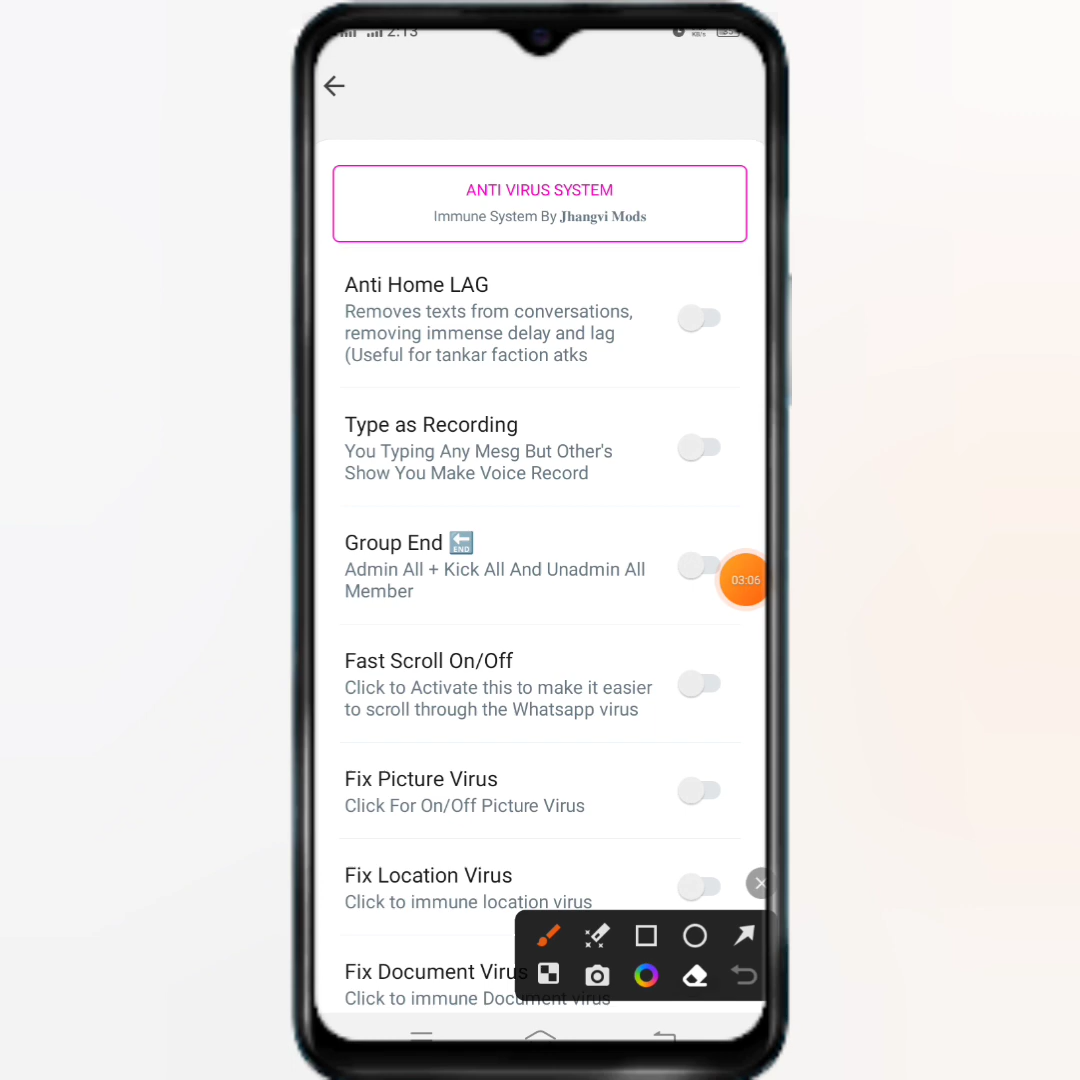 2:13
ANTI VIRUS SYSTEM
Immune System By Jhangvi Mods
Anti Home LAG
Removes texts from conversations,
removing immense delay and lag
(Useful for tankar faction atks
Type as Recording
You Typing Any Mesg But Other's
Show You Make Voice Record
Group End 🔚
Admin All + Kick All And Unadmin All
Member
03:06
Fast Scroll On/Off
Click to Activate this to make it easier
to scroll through the Whatsapp virus
Fix Picture Virus
Click For On/Off Picture Virus
Fix Location Virus
Click to immune location virus
Fix Document Virus
Click to immune Document virus